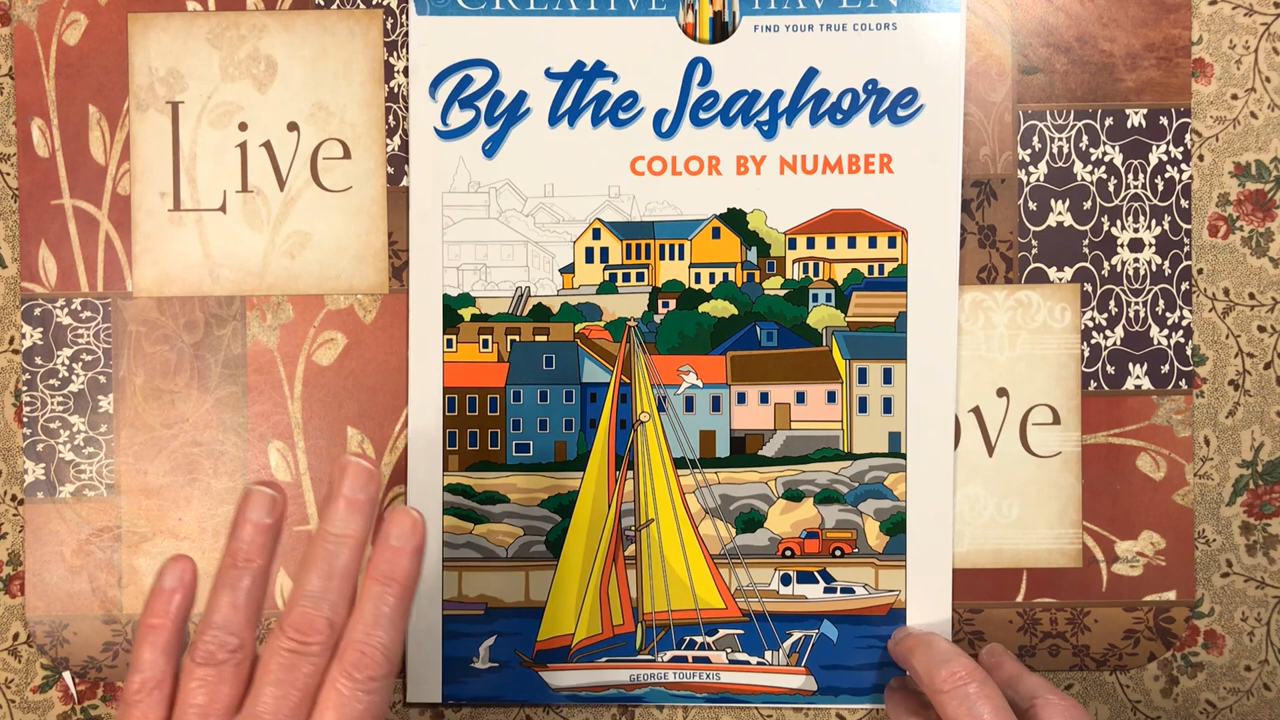 CREATIVE HAVEN
FIND YOUR TRUE COLORS
By the Seashore
COLOR BY NUMBER
GEORGE TOUFEXIS
Live
ove